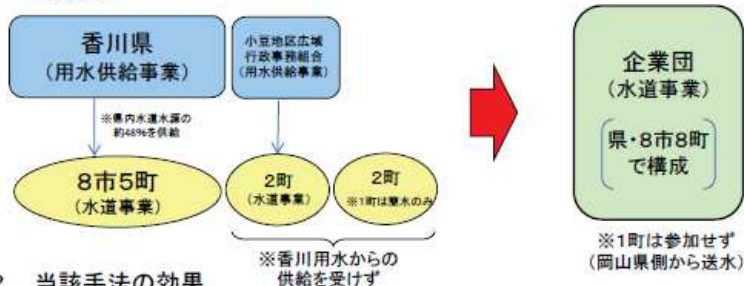 香川県
(用水供給事業)
小豆地区広域
行政事務組合
(用水供給事業)
※県内水道水源の
約48%を供給
8市5町
(水道事業)
2町
(水道事業)
2町
※1町は簡水のみ
※香川用水からの
供給を受けず
企業団
(水道事業)
県・8市8町
で構成
※1町は参加せず
(岡山県側から送水)
当該手法の効果